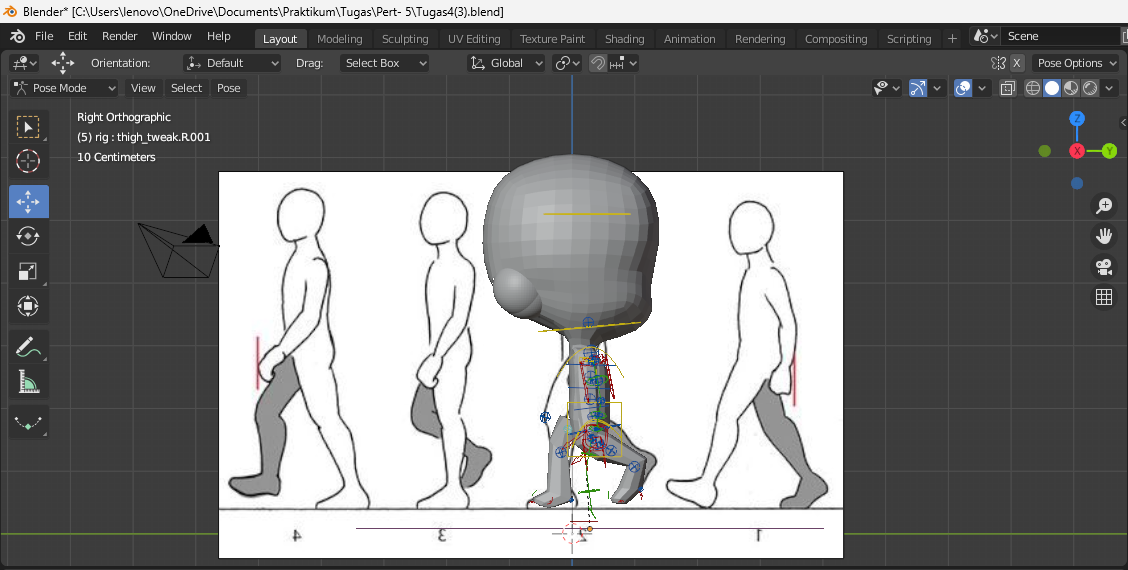 Blender* [C:\Users\lenovo\OneDrive\Documents\Praktikum\Tugas\Pert- 5\Tugas4(3).blend]
File Edit Render Window Help Layout Modeling Sculpting UV Editing Texture Paint Shading Animation Rendering Compositing Scripting + Scene
Orientation: Default Drag: Select Box Global X Pose Options
Pose Mode View Select Pose
Right Orthographic
(5) rig : thigh_tweak.R.001
10 Centimeters
Z
X Y
4 3 2 1